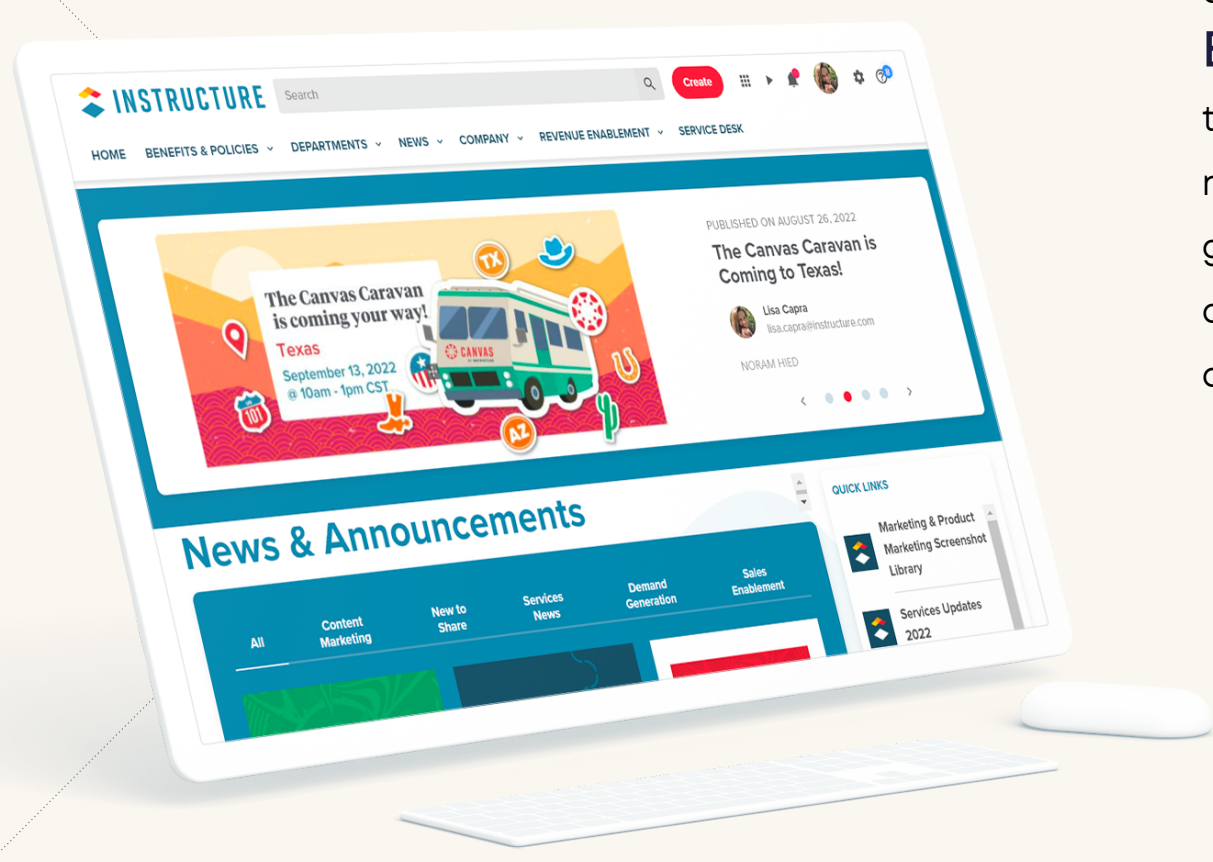 INSTRUCTURE
Search
Create
HOME
BENEFITS & POLICIES
DEPARTMENTS
NEWS
COMPANY
REVENUE ENABLEMENT
SERVICE DESK
The Canvas Caravan
is coming your way!
Texas
September 13, 2022
@ 10am - 1pm CST
TX
CANVAS
101
AZ
PUBLISHED ON AUGUST 26, 2022
The Canvas Caravan is
Coming to Texas!
Lisa Capra
lisa.capra@instructure.com
NORAM HIED
News & Announcements
All
Content
Marketing
New to
Share
Services
News
Demand
Generation
Sales
Enablement
QUICK LINKS
Marketing & Product
Marketing Screenshot
Library
Services Updates
2022